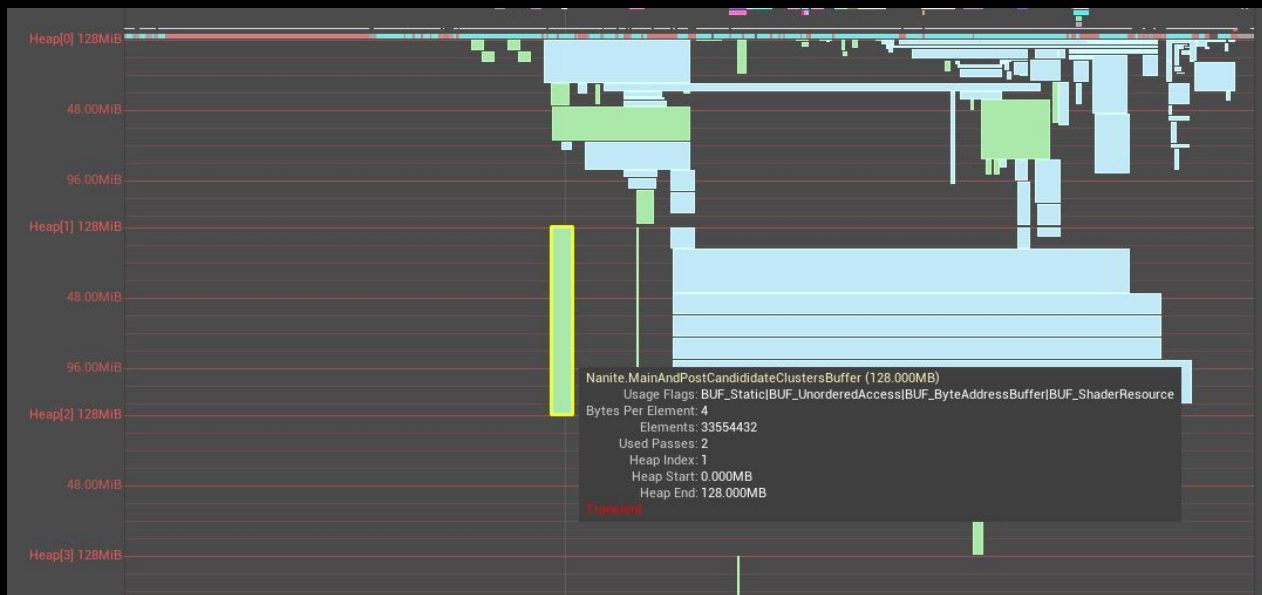 Heap[0] 128MiB
48.00MiB
96.00MiB
Heap[1] 128MiB
48.00MiB
96.00MiB
Nanite.MainAndPostCandididateClustersBuffer (128.000MB)
Usage Flags: BUF_Static|BUF_UnorderedAccess|BUF_ByteAddressBuffer|BUF_ShaderResource
Bytes Per Element: 4
Heap[2] 128MiB
Elements: 33554432
Used Passes: 2
Heap Index: 1
Heap Start: 0.000MB
48.00MiB
Heap End: 128.000MB
Transient
Heap[3] 128MiB